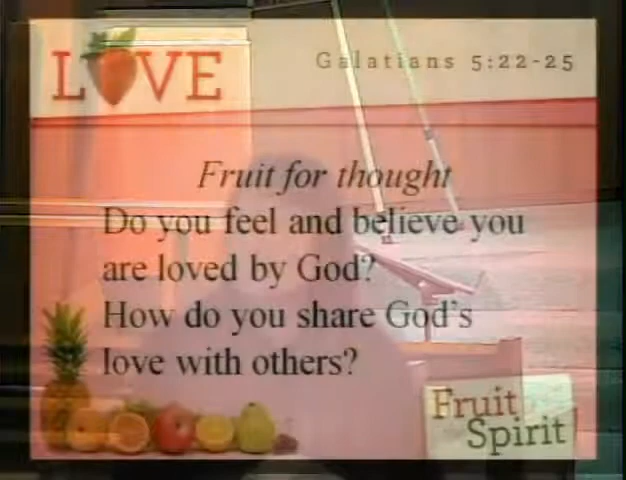 LOVE
Galatians 5:22-25
Fruit for thought
Do you feel and believe you
are loved by God?
How do you share God's
love with others?
Fruit
Spirit